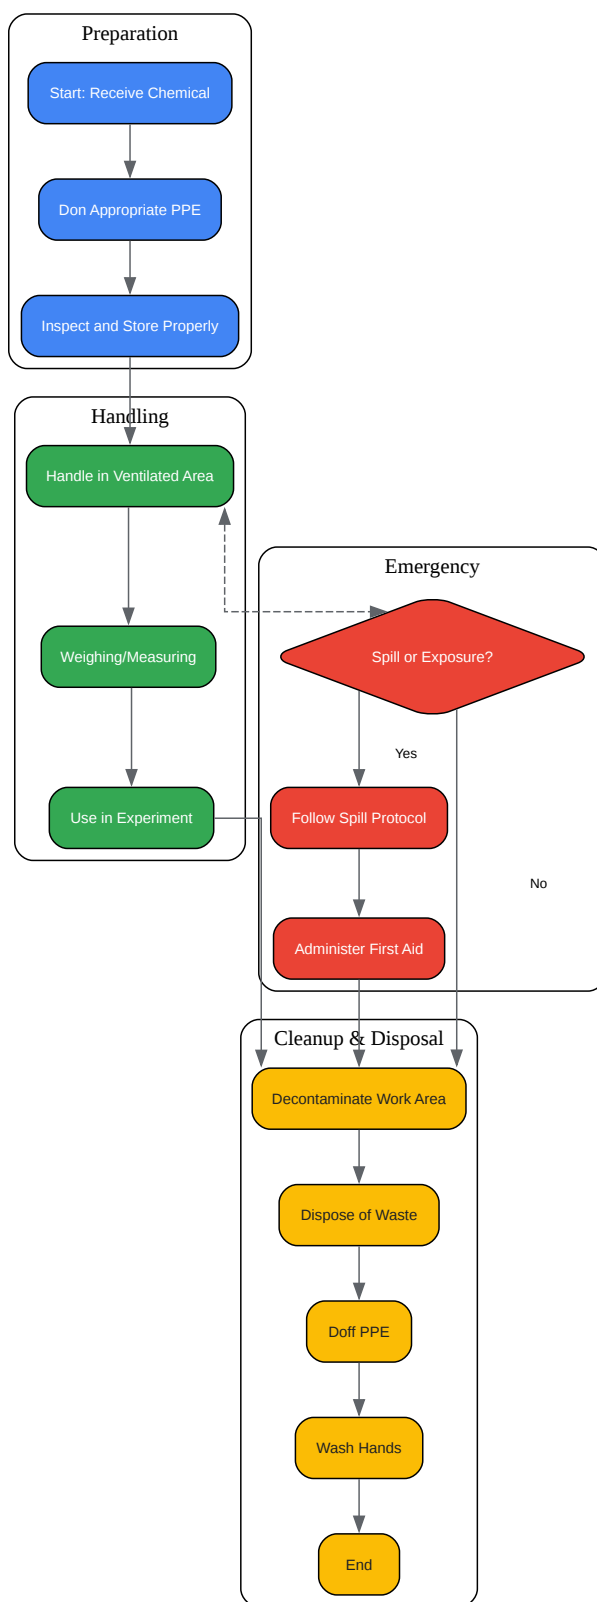 Preparation
Start: Receive Chemical
Don Appropriate PPE
Inspect and Store Properly
Handling
Handle in Ventilated Area
Weighing/Measuring
Use in Experiment
Emergency
Spill or Exposure?
Yes
Follow Spill Protocol
No
Administer First Aid
Cleanup & Disposal
Decontaminate Work Area
Dispose of Waste
Doff PPE
Wash Hands
End